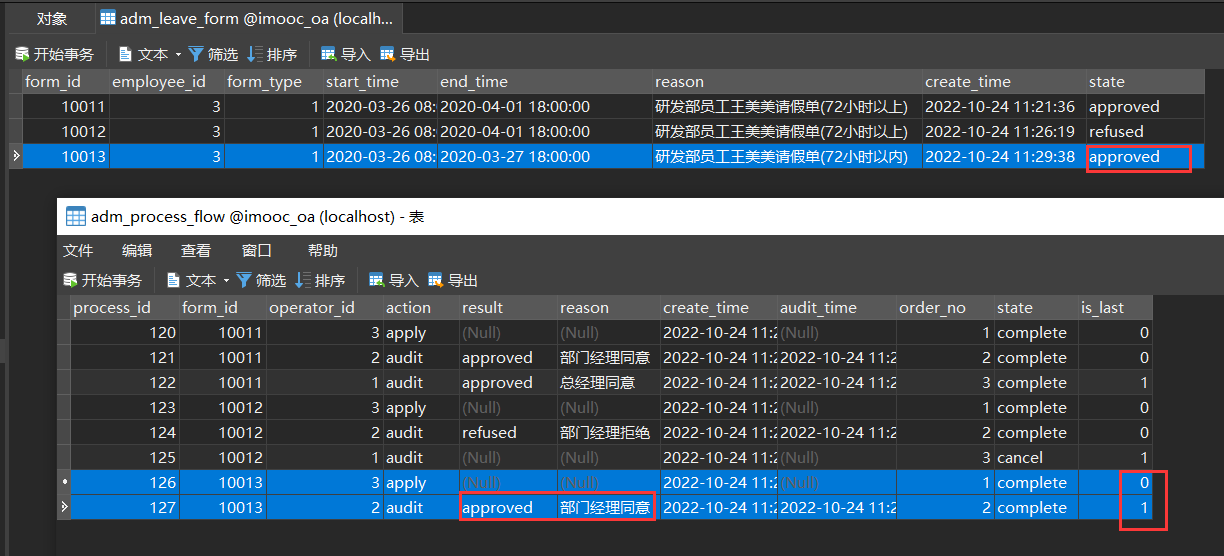 对象 adm_leave_form @imooc_oa (localh...
开始事务 文本 筛选 排序 导入 导出
form_id employee_id form_type start_time end_time reason create_time state
10011 3 1 2020-03-26 08: 2020-04-01 18:00:00 研发部员工王美美请假单(72小时以上) 2022-10-24 11:21:36 approved
10012 3 1 2020-03-26 08: 2020-04-01 18:00:00 研发部员工王美美请假单(72小时以上) 2022-10-24 11:26:19 refused
10013 3 1 2020-03-26 08: 2020-03-27 18:00:00 研发部员工王美美请假单(72小时以内) 2022-10-24 11:29:38 approved
adm_process_flow @imooc_oa (localhost) - 表
文件 编辑 查看 窗口 帮助
开始事务 文本 筛选 排序 导入 导出
process_id form_id operator_id action result reason create_time audit_time order_no state is_last
120 10011 3 apply (Null) (Null) 2022-10-24 11:2 (Null) 1 complete 0
121 10011 2 audit approved 部门经理同意 2022-10-24 11:2 2022-10-24 11:2 2 complete 0
122 10011 1 audit approved 总经理同意 2022-10-24 11:2 2022-10-24 11:2 3 complete 1
123 10012 3 apply (Null) (Null) 2022-10-24 11:2 (Null) 1 complete 0
124 10012 2 audit refused 部门经理拒绝 2022-10-24 11:2 2022-10-24 11:2 2 complete 0
125 10012 1 audit (Null) (Null) 2022-10-24 11:2 (Null) 3 cancel 1
126 10013 3 apply (Null) (Null) 2022-10-24 11:2 (Null) 1 complete 0
127 10013 2 audit approved 部门经理同意 2022-10-24 11:2 2022-10-24 11:2 2 complete 1